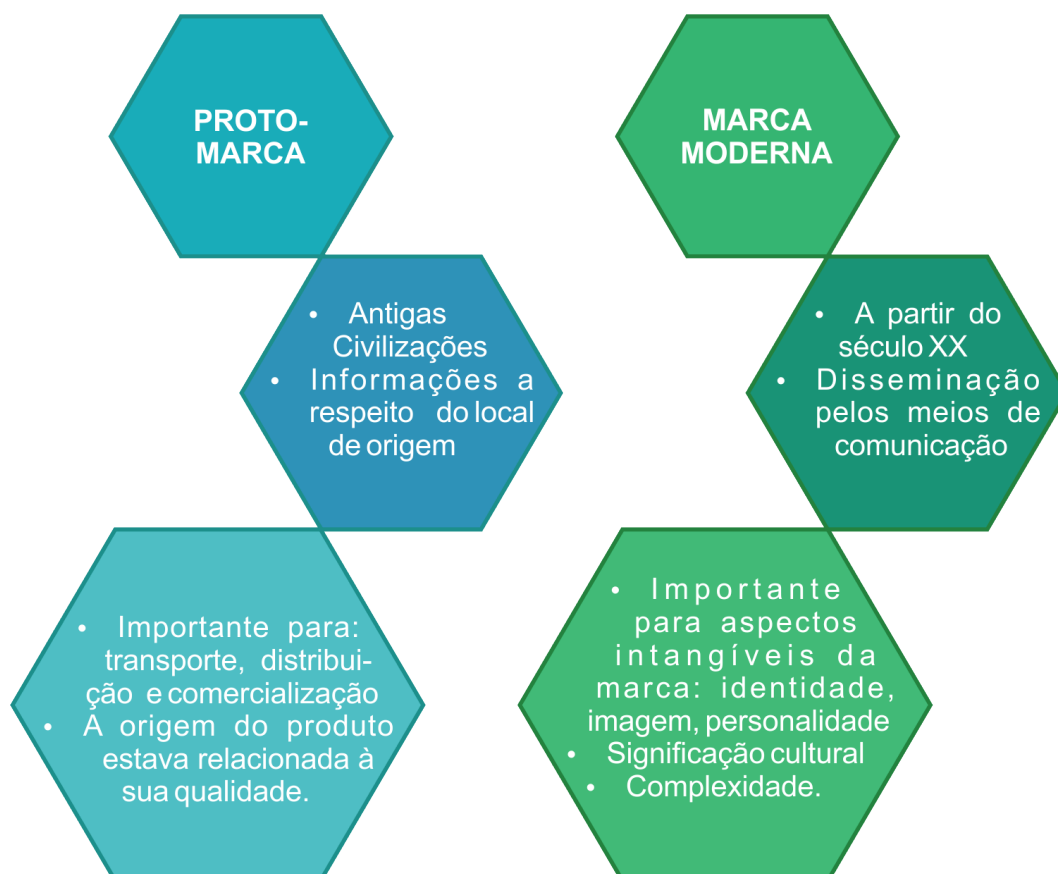 PROTO-
MARCA
• Antigas
Civilizações
• Informações a
respeito do local
de origem
• Importante para:
transporte, distribui-
ção e comercialização
• A origem do produto
estava relacionada à
sua qualidade.
MARCA
MODERNA
• A partir do
século XX
• Disseminação
pelos meios de
comunicação
• Importante
para aspectos
intangíveis da
marca: identidade,
imagem, personalidade
• Significação cultural
• Complexidade.